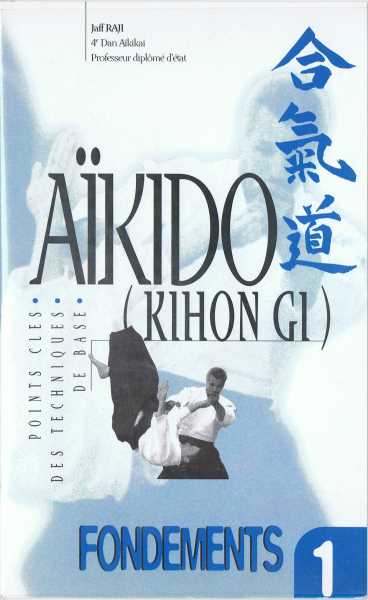 Jaff RAJI
4e Dan Aïkikaï
Professeur diplômé d'état
合氣道
AÏKIDO
(KIHON GI)
POINTS CLES •
DES TECHNIQUES •
DE BASE •
FONDEMENTS
1